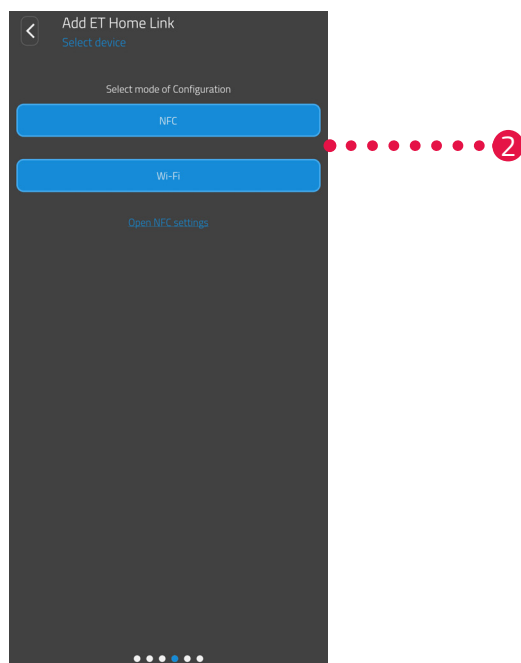 Add ET Home Link
Select device
Select mode of Configuration
NFC
2
Wi-Fi
Open NFC settings